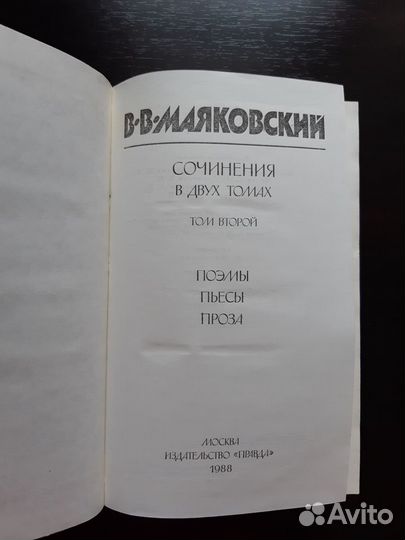 В·В·МАЯКОВСКИЙ
СОЧИНЕНИЯ
В ДВУХ ТОМАХ
ТОМ ВТОРОЙ
ПОЭМЫ
ПЬЕСЫ
ПРОЗА
МОСКВА
ИЗДАТЕЛЬСТВО «ПРАВДА»
1988
Avito